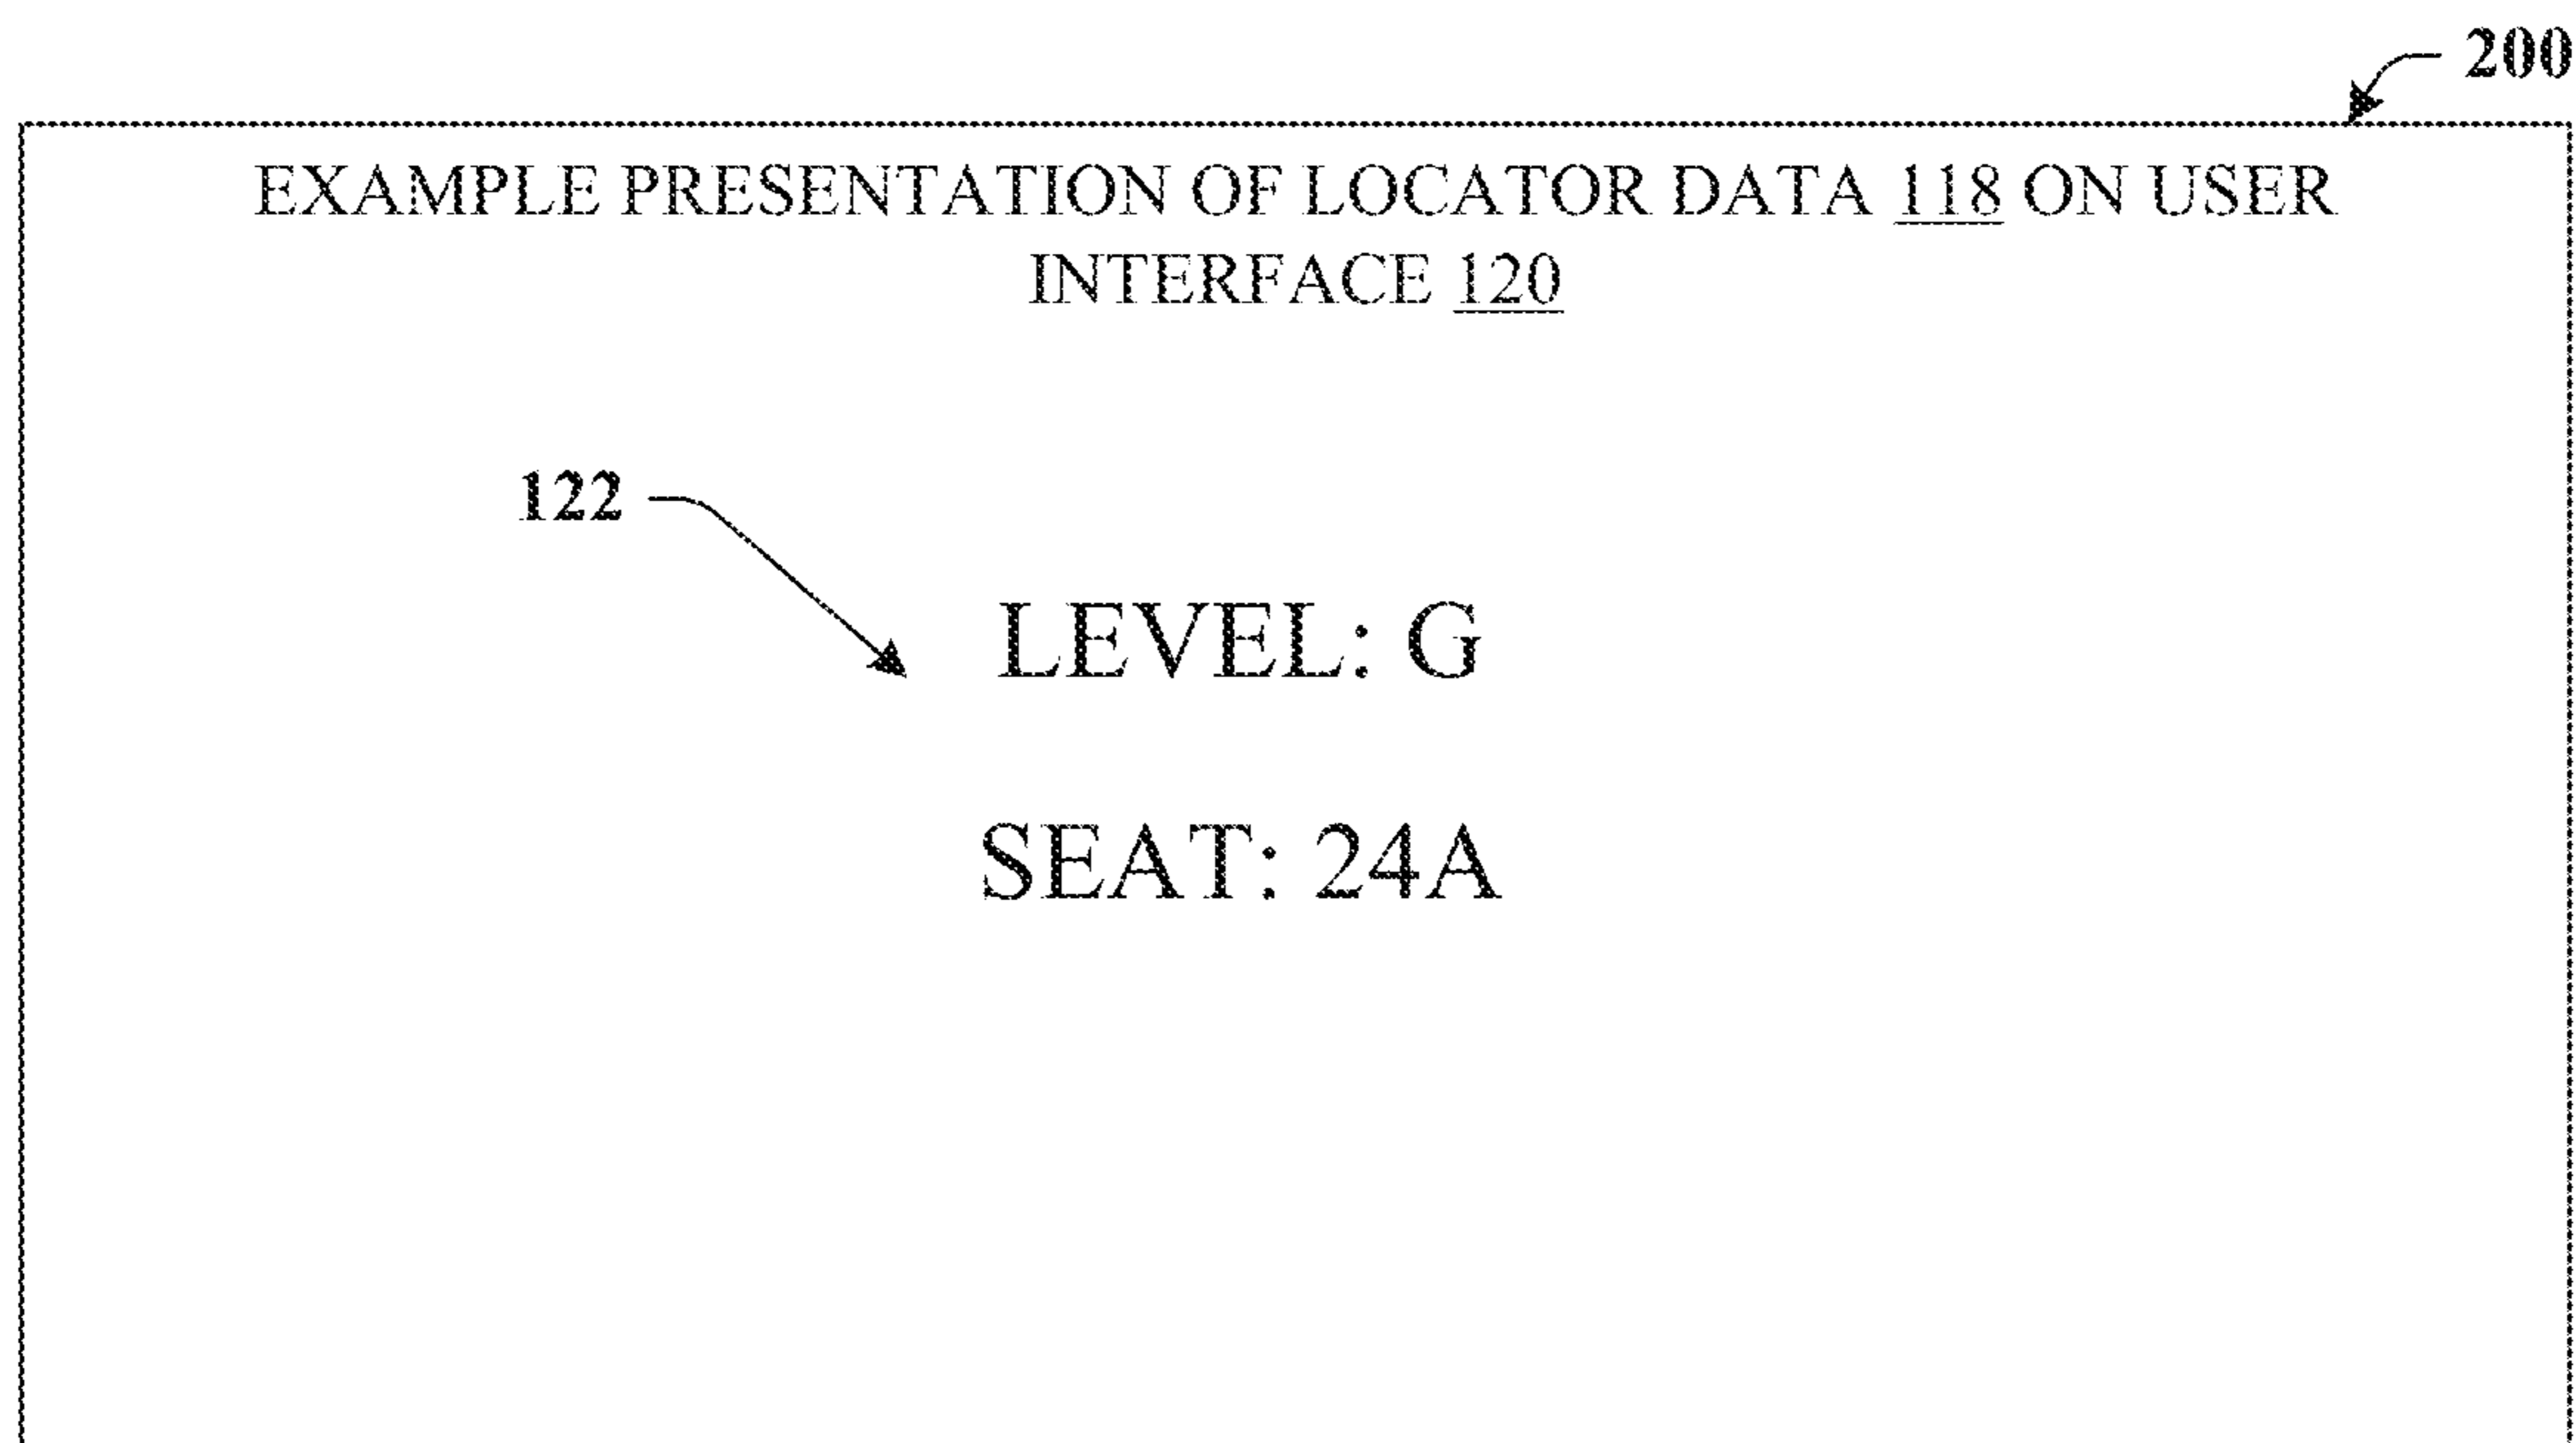 200
EXAMPLE PRESENTATION OF LOCATOR DATA 118 ON USER
INTERFACE 120
122
LEVEL: G
SEAT: 24A